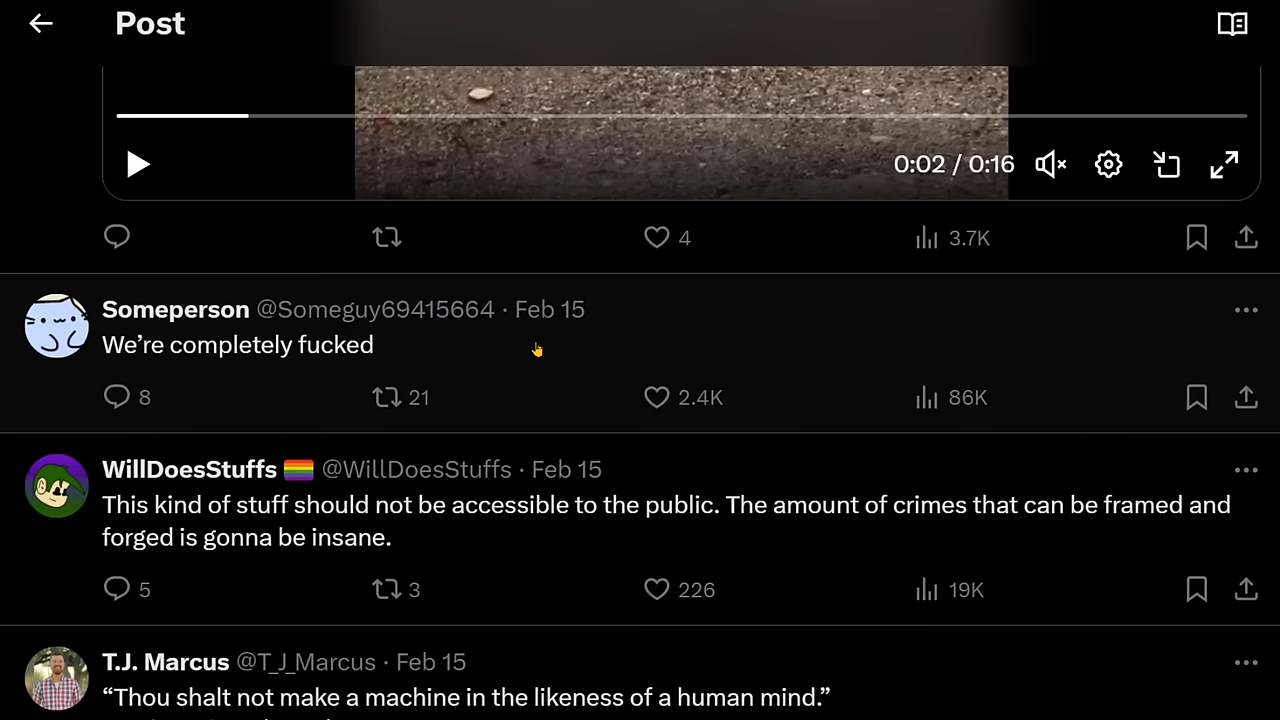 Post
0:02 / 0:16
4
3.7K
Someperson @Someguy69415664 · Feb 15
We’re completely fucked
8
21
2.4K
86K
WillDoesStuffs 🏳️‍🌈 @WillDoesStuffs · Feb 15
This kind of stuff should not be accessible to the public. The amount of crimes that can be framed and
forged is gonna be insane.
5
3
226
19K
T.J. Marcus @T_J_Marcus · Feb 15
“Thou shalt not make a machine in the likeness of a human mind.”